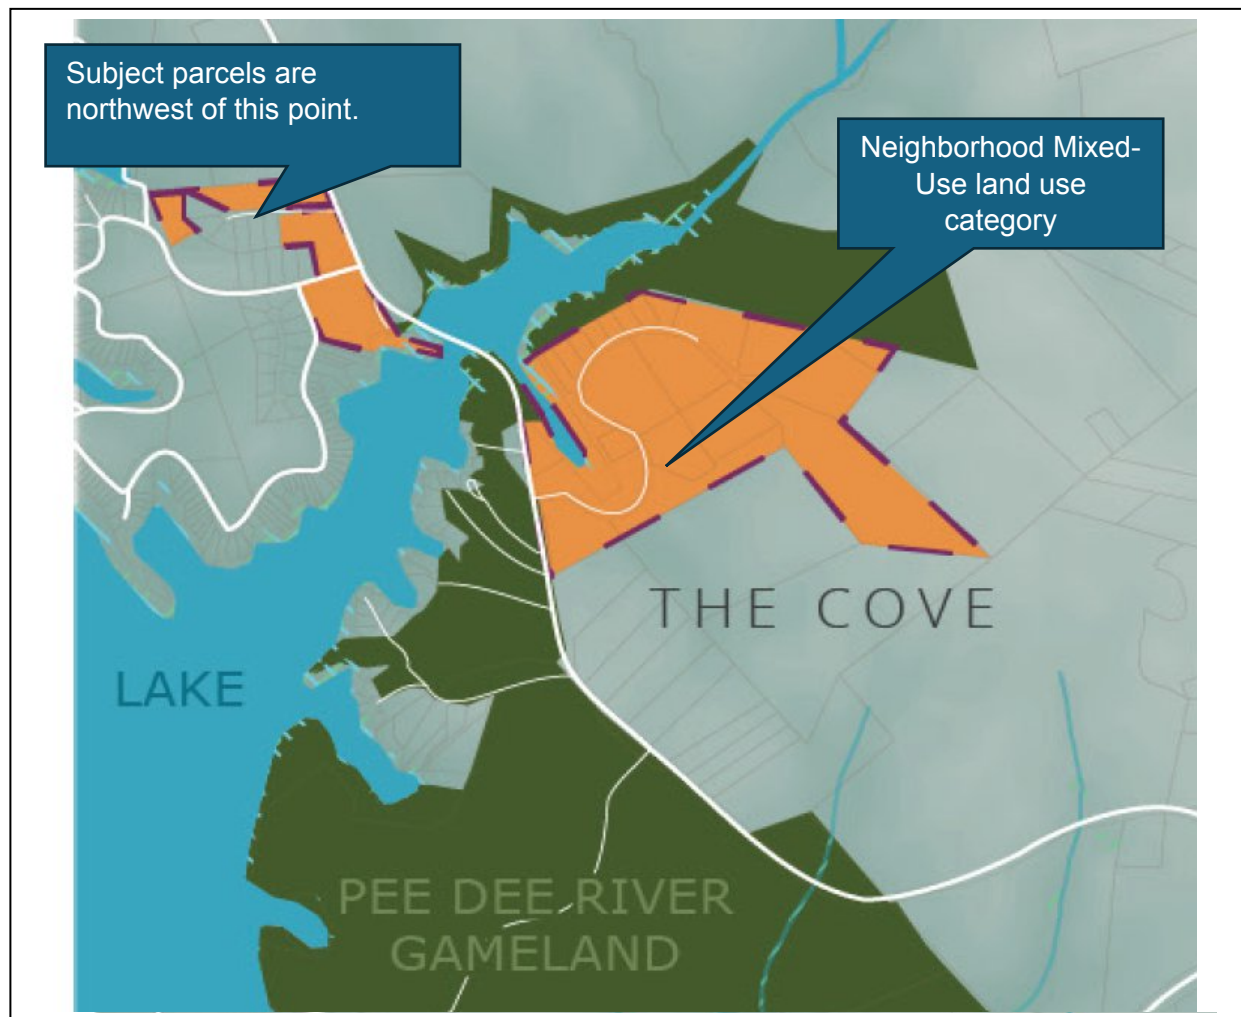 Subject parcels are
northwest of this point.
Neighborhood Mixed-
Use land use
category
THE COVE
LAKE
PEE DEE RIVER
GAMELAND